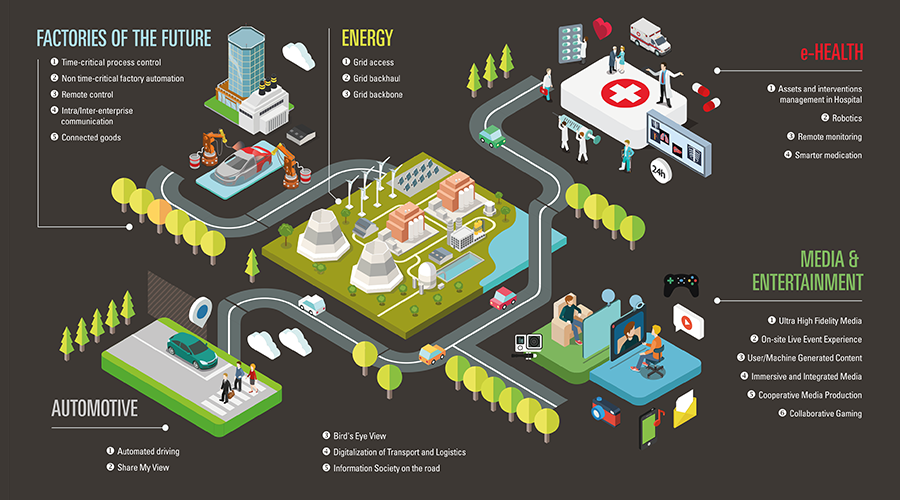 FACTORIES OF THE FUTURE
1 Time-critical process control
2 Non time-critical factory automation
3 Remote control
4 Intra/Inter-enterprise
communication
5 Connected goods
ENERGY
1 Grid access
2 Grid backhaul
3 Grid backbone
e-HEALTH
1 Assets and interventions
management in Hospital
2 Robotics
3 Remote monitoring
4 Smarter medication
24h
MEDIA &
ENTERTAINMENT
1 Ultra High Fidelity Media
2 On-site Live Event Experience
3 User/Machine Generated Content
4 Immersive and Integrated Media
5 Cooperative Media Production
6 Collaborative Gaming
AUTOMOTIVE
1 Automated driving
2 Share My View
3 Bird's Eye View
4 Digitalization of Transport and Logistics
5 Information Society on the road